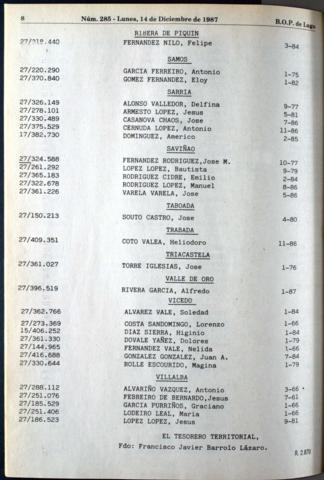 8 Núm. 285 - Lunes, 14 de Diciembre de 1987 B.O.P. de Lugo
RIBERA DE PIQUIN
27/018.440 FERNANDEZ NILO, Felipe 3-84
SAMOS
27/220.290 GARCIA FERREIRO, Antonio 1-75
27/370.840 GOMEZ FERNANDEZ, Eloy 1-82
SARRIA
27/326.149 ALONSO VALLEDOR, Delfina 9-77
27/278.101 ARMESTO LOPEZ, Jesus 5-81
27/330.489 CASANOVA CHAOS, Jose 7-86
27/375.529 CERNUDA LOPEZ, Antonio 11-86
17/382.730 DOMINGUEZ, Americo 2-85
SAVIÑAO
27/324.588 FERNANDEZ RODRIGUEZ,Jose M. 10-77
27/261.292 LOPEZ LOPEZ, Bautista 9-79
27/365.183 RODRIGUEZ CIDRE, Emilio 2-84
27/322.678 RODRIGUEZ LOPEZ, Manuel 8-86
27/361.226 VARELA VARELA, Jose 5-86
TABOADA
27/150.213 SOUTO CASTRO, Jose 4-80
TRABADA
27/409.351 COTO VALEA, Heliodoro 11-86
TRIACASTELA
27/361.027 TORRE IGLESIAS, Jose 1-76
VALLE DE ORO
27/396.519 RIVERA GARCIA, Alfredo 1-87
VICEDO
27/362.766 ALVAREZ VALE, Soledad 1-84
27/273.369 COSTA SANDOMINGO, Lorenzo 1-66
15/406.252 DIAZ SIERRA, Higinio 1-84
27/361.330 DOVALE YAÑEZ, Dolores 1-79
27/144.965 FERNANDEZ VALE, Nelida 1-66
27/416.688 GONZALEZ GONZALEZ, Juan A. 7-84
27/330.644 ROLLE ESCOURIDO, Magina 1-79
VILLALBA
27/288.112 ALVARIÑO VAZQUEZ, Antonio 3-66
27/251.076 FEBREIRO DE BERNARDO,Jesus 7-61
27/185.529 GARCIA PURRIÑOS, Graciano 1-66
27/251.406 LODEIRO LEAL, Maria 1-66
27/186.523 LOPEZ LOPEZ, Jesus 9-81
EL TESORERO TERRITORIAL,
Fdo: Francisco Javier Barrolo Lázaro.
R. 2.870